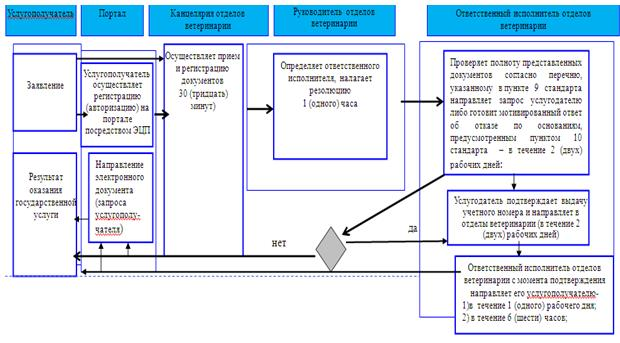 Услугополучатель
Портал
Канцелярия отделов
ветеринарии
Руководитель отделов
ветеринарии
Ответственный исполнитель отделов
ветеринарии
Заявление
Услугополучатель
осуществляет
регистрацию
(авторизацию) на
портале
посредством ЭЦП
Осуществляет прием
и регистрацию
документов
30 (тридцать)
минут)
Определяет ответственного
исполнителя, налагает
резолюцию
1 (одного) часа
Проверяет полноту представленных
документов согласно перечню,
указанному в пункте 9 стандарта
направляет запрос услугодателю
либо готовит мотивированный ответ
об отказе по основаниям,
предусмотренным пунктом 10
стандарта – в течение 2 (двух)
рабочих дней:
Результат
оказания
государственной
услуги
Направление
электронного
документа
(запроса
услугополу-
чателя)
Услугодатель подтверждает выдачу
учетного номера и направляет в
отделы ветеринарии (в течение 2
(двух) рабочих дней)
нет
да
Ответственный исполнитель отделов
ветеринарии с момента подтверждения
направляет его услугополучателю-
1)в течение 1 (одного) рабочего дня;
2) в течение 6 (шести) часов;